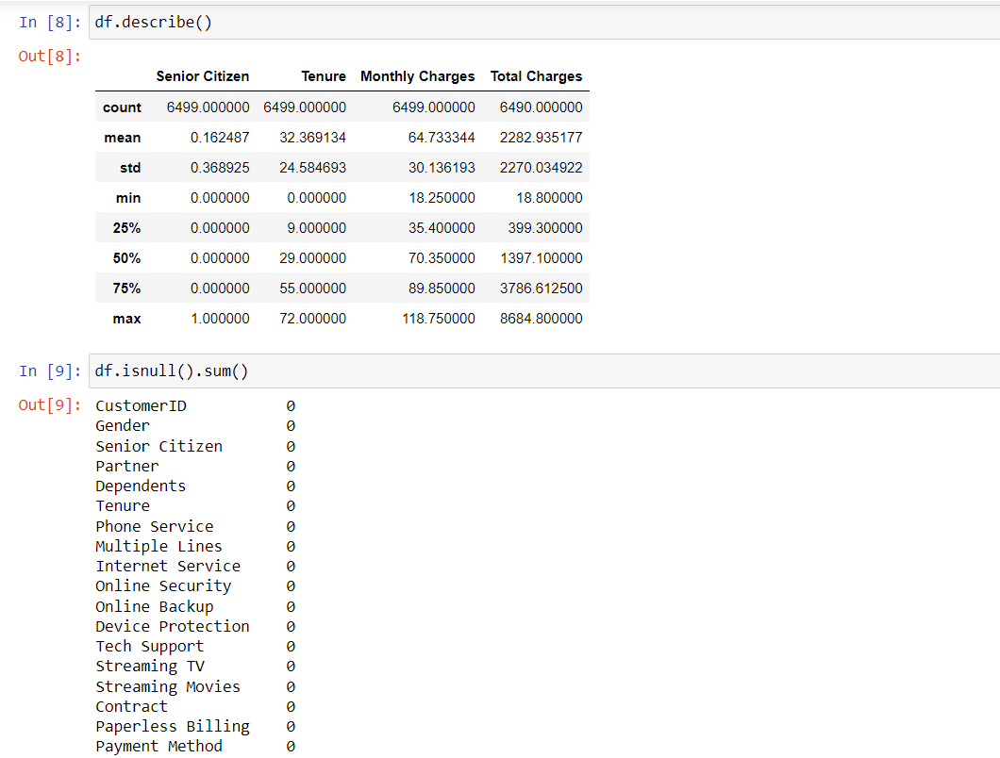 In [8]: df.describe()
Out[8]:
Senior Citizen Tenure Monthly Charges Total Charges
count 6499.000000 6499.000000 6499.000000 6490.000000
mean 0.162487 32.369134 64.733344 2282.935177
std 0.368925 24.584693 30.136193 2270.034922
min 0.000000 0.000000 18.250000 18.800000
25% 0.000000 9.000000 35.400000 399.300000
50% 0.000000 29.000000 70.350000 1397.100000
75% 0.000000 55.000000 89.850000 3786.612500
max 1.000000 72.000000 118.750000 8684.800000
In [9]: df.isnull().sum()
Out[9]: CustomerID 0
Gender 0
Senior Citizen 0
Partner 0
Dependents 0
Tenure 0
Phone Service 0
Multiple Lines 0
Internet Service 0
Online Security 0
Online Backup 0
Device Protection 0
Tech Support 0
Streaming TV 0
Streaming Movies 0
Contract 0
Paperless Billing 0
Payment Method 0